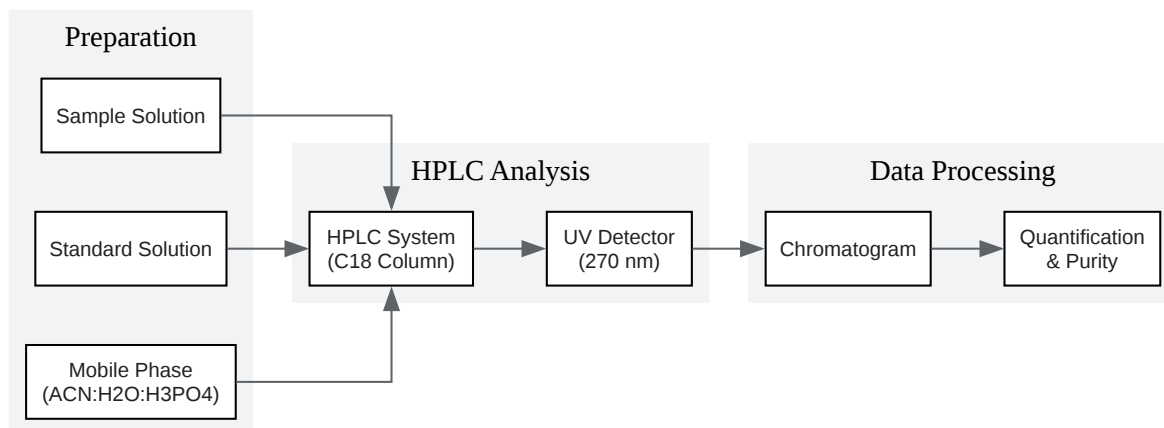 Preparation
Sample Solution
Standard Solution
Mobile Phase
(ACN:H2O:H3PO4)
HPLC Analysis
HPLC System
(C18 Column)
UV Detector
(270 nm)
Data Processing
Chromatogram
Quantification
& Purity